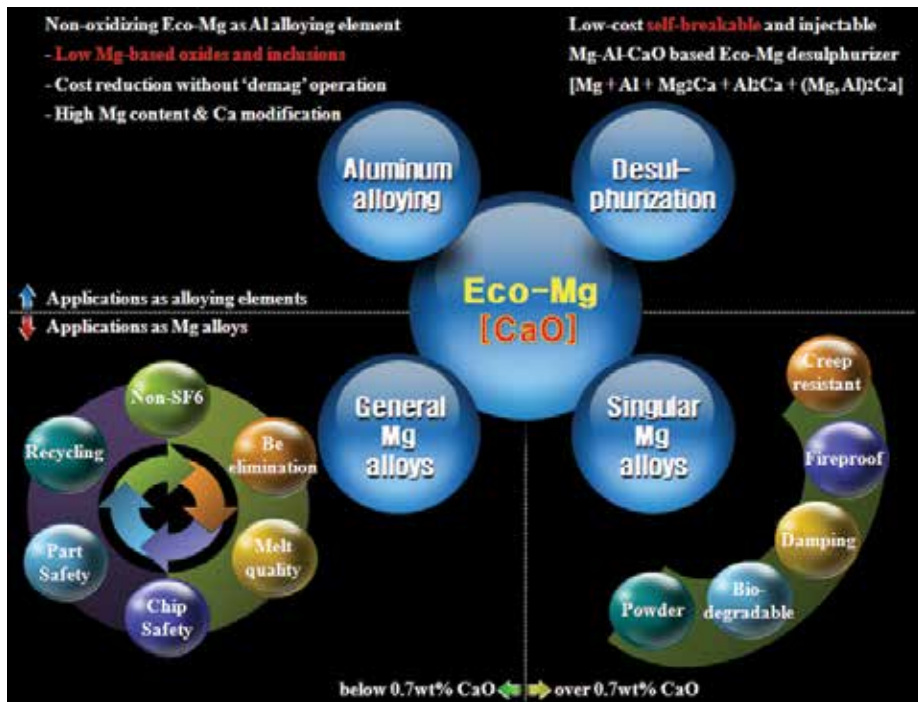 Non-oxidizing Eco-Mg as Al alloying element
- Low Mg-based oxides and inclusions
- Cost reduction without ‘demag’ operation
- High Mg content & Ca modification
Low-cost self-breakable and injectable
Mg-Al-CaO based Eco-Mg desulphurizer
[Mg + Al + Mg2Ca + Al2Ca + (Mg, Al)2Ca]
Aluminum
alloying
Desul-
phurization
Eco-Mg
[CaO]
Applications as alloying elements
Applications as Mg alloys
General
Mg
alloys
Singular
Mg
alloys
Non-SF6
Be
elimination
Melt
quality
Chip
Safety
Part
Safety
Recycling
Creep
resistant
Fireproof
Damping
Bio-
degradable
Powder
below 0.7wt% CaO
over 0.7wt% CaO